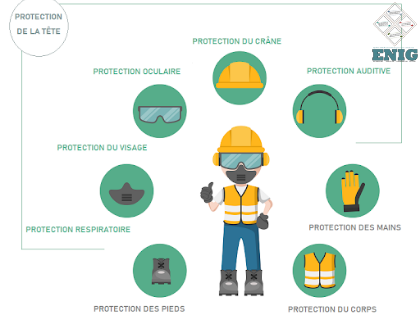 PROTECTION
DE LA TÊTE
ENIG
PROTECTION DU CRÂNE
PROTECTION OCULAIRE
PROTECTION AUDITIVE
PROTECTION DU VISAGE
PROTECTION RESPIRATOIRE
PROTECTION DES MAINS
PROTECTION DES PIEDS
PROTECTION DU CORPS